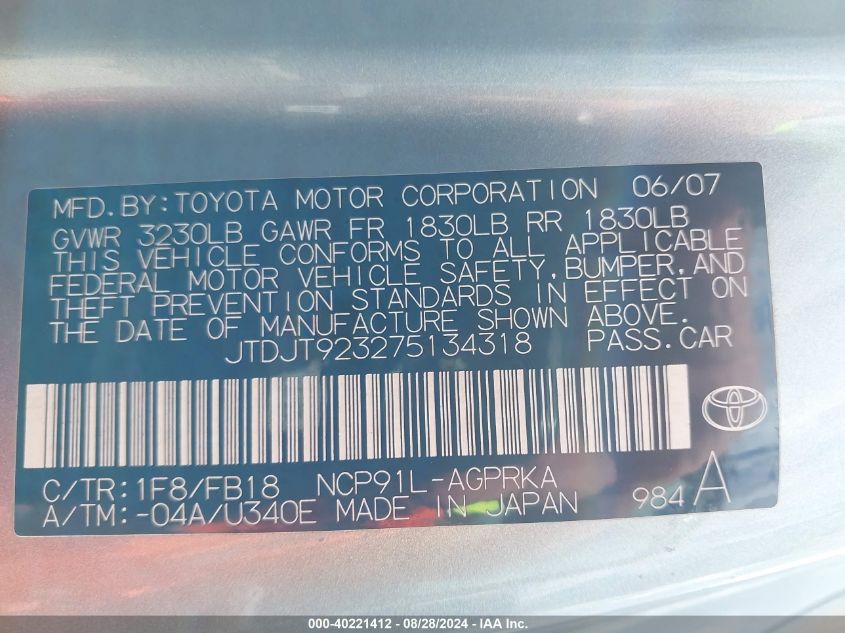 MFD.BY:TOYOTA MOTOR CORPORATION 06/07
GVWR 3230LB GAWR FR 1830LB RR 1830LB
THIS VEHICLE CONFORMS TO ALL APPLICABLE
FEDERAL MOTOR VEHICLE SAFETY,BUMPER,AND
THEFT PREVENTION STANDARDS IN EFFECT ON
THE DATE OF MANUFACTURE SHOWN ABOVE.
JTDJT923275134318 PASS.CAR
C/TR:1F8/FB18 NCP91L-AGPRKA
A/TM:-04A/U340E MADE IN JAPAN 984 A
000-40221412 | 08/28/2024 - IAA Inc.